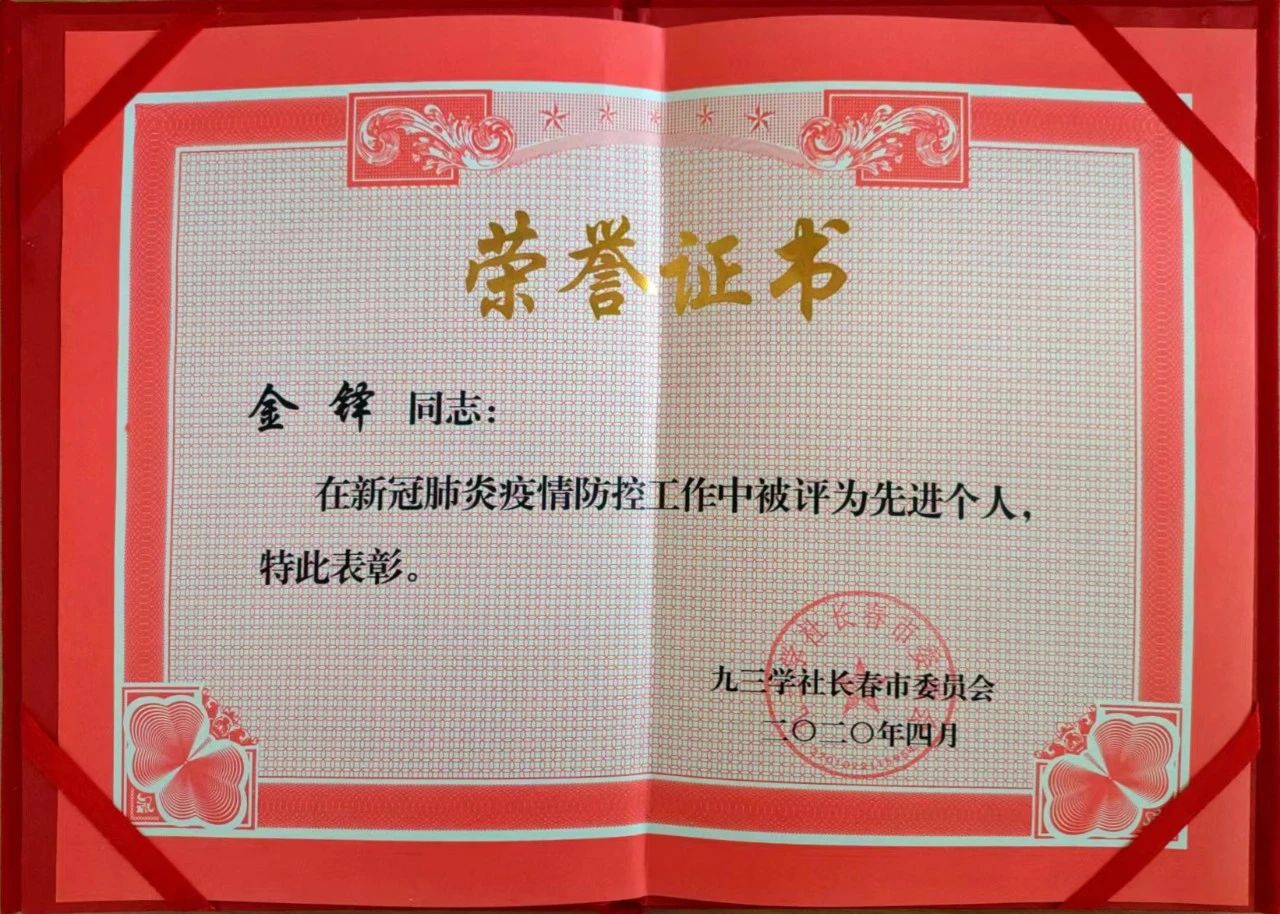 荣誉证书
金 铎 同志：
在新冠肺炎疫情防控工作中被评为先进个人，
特此表彰。
九三学社长春市委员会
二〇二〇年四月